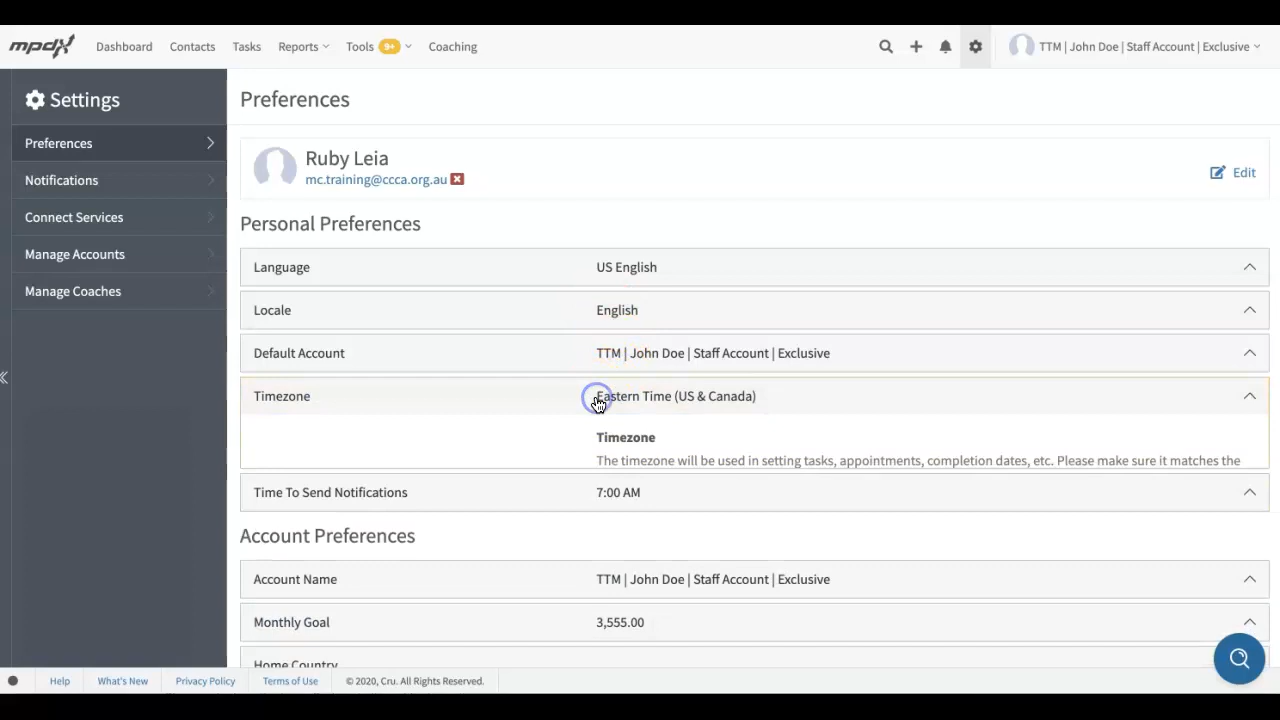 mpdx Dashboard Contacts Tasks Reports Tools 9+ Coaching TTM | John Doe | Staff Account | Exclusive
Settings
Preferences
Notifications
Connect Services
Manage Accounts
Manage Coaches
Preferences
Ruby Leia
mc.training@ccca.org.au
Edit
Personal Preferences
Language US English
Locale English
Default Account TTM | John Doe | Staff Account | Exclusive
Timezone Eastern Time (US & Canada)
Timezone
The timezone will be used in setting tasks, appointments, completion dates, etc. Please make sure it matches the
Time To Send Notifications 7:00 AM
Account Preferences
Account Name TTM | John Doe | Staff Account | Exclusive
Monthly Goal 3,555.00
Home Country
Help What's New Privacy Policy Terms of Use © 2020, Cru. All Rights Reserved.